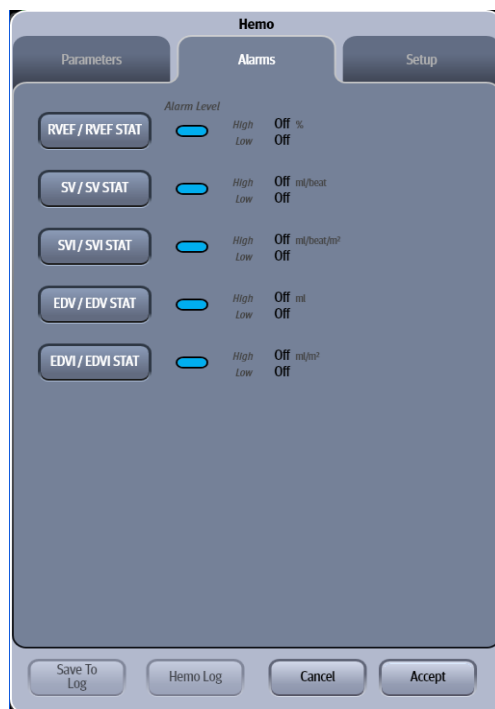 Hemo
Parameters Alarms Setup
Alarm Level
RVEF / RVEF STAT High Off %
Low Off
SV / SV STAT High Off ml/beat
Low Off
SVI / SVI STAT High Off ml/beat/m²
Low Off
EDV / EDV STAT High Off ml
Low Off
EDVI / EDVI STAT High Off ml/m²
Low Off
Save To
Log
Hemo Log Cancel Accept